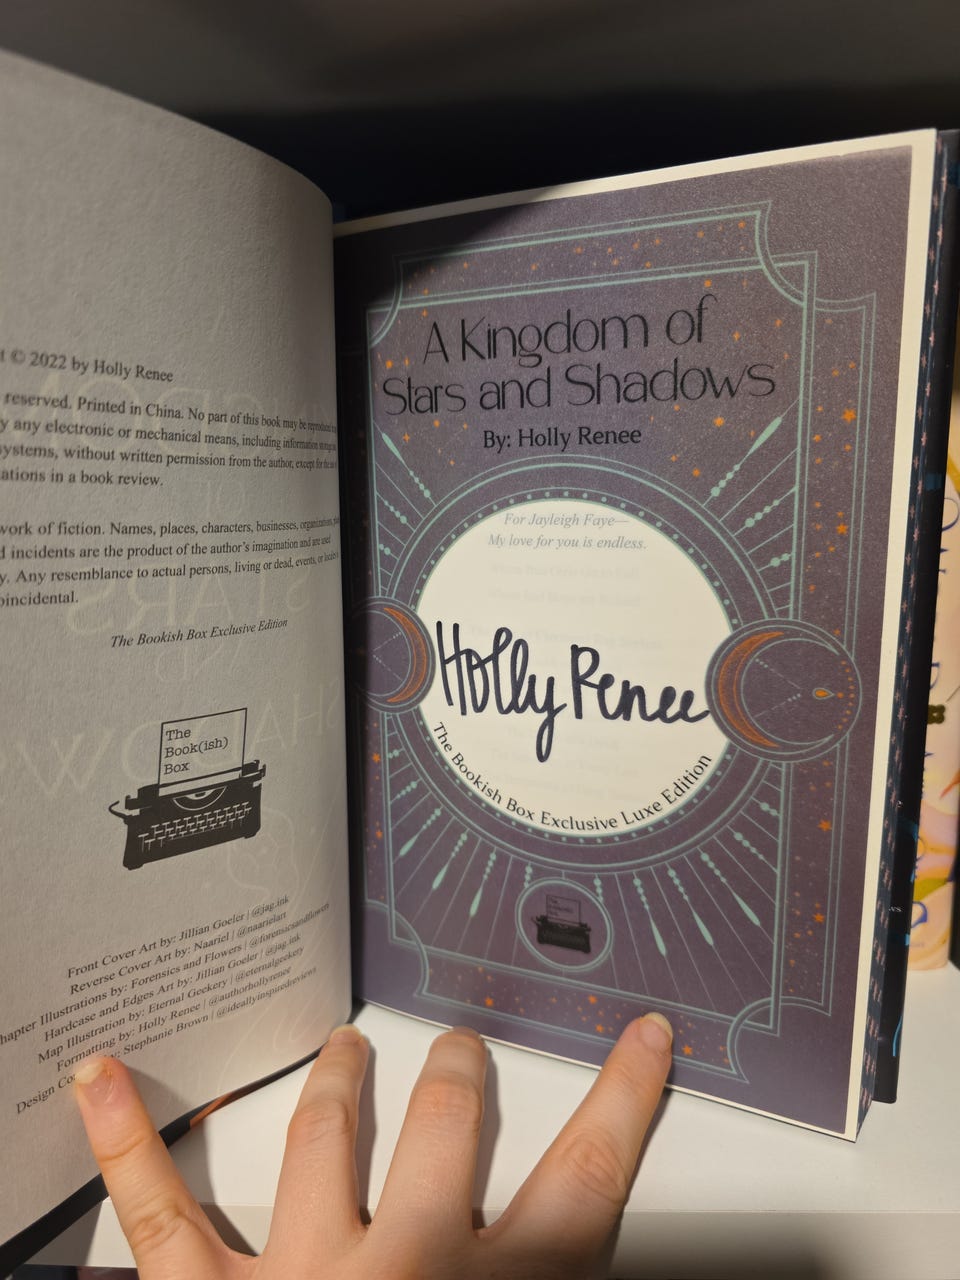 © 2022 by Holly Renee
reserved. Printed in China. No part of this book may be reproduced
any electronic or mechanical means, including information
systems, without written permission from the author, except for the
in a book review.
work of fiction. Names, places, characters, businesses, organizations,
incidents are the product of the author's imagination and are used
Any resemblance to actual persons, living or dead, events, or
coincidental.
The Bookish Box Exclusive Edition
The
Book(ish)
Box
Front Cover Art by: Jillian Goeler | @jag.ink
Reverse Cover Art by: Naariel | @naarielart
Illustrations by: Forensics and Flowers | @forensicsandflowers
Hardcase and Edges Art by: Jillian Goeler | @jag.ink
Map Illustration by: Eternal Geekery | @eternalgeekery
Formatting by: Holly Renee | @authorhollyrenee
Design by: Stephanie Brown | @ideallyinspiredreviews
A Kingdom of
Stars and Shadows
By: Holly Renee
For Jayleigh Faye—
My love for you is endless.
Holly Renee
The Bookish Box Exclusive Luxe Edition